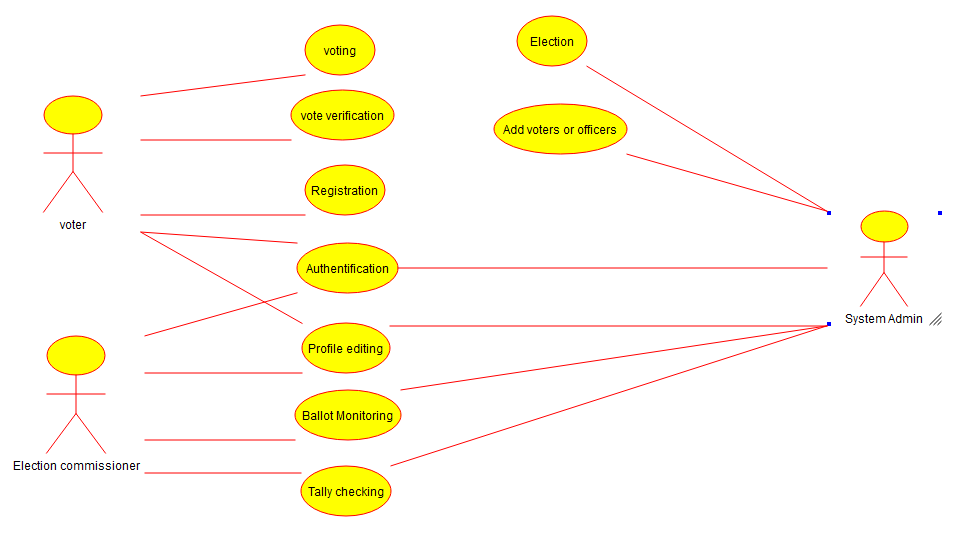 voting
Election
vote verification
Add voters or officers
Registration
voter
Authentification
System Admin
Profile editing
Ballot Monitoring
Election commissioner
Tally checking